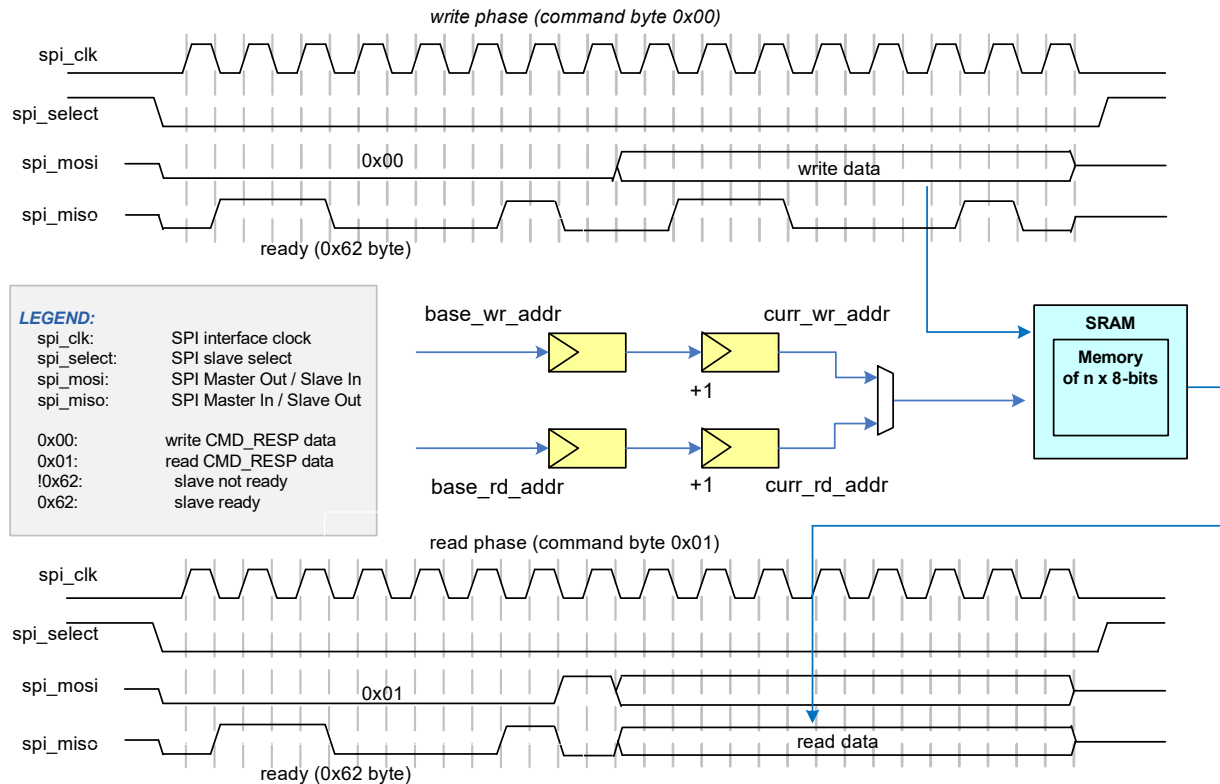 write phase (command byte 0x00)
spi_clk
spi_select
spi_mosi
0x00
write data
spi_miso
ready (0x62 byte)
LEGEND:
spi_clk: SPI interface clock
spi_select: SPI slave select
spi_mosi: SPI Master Out / Slave In
spi_miso: SPI Master In / Slave Out
0x00: write CMD_RESP data
0x01: read CMD_RESP data
!0x62: slave not ready
0x62: slave ready
base_wr_addr
curr_wr_addr
+1
base_rd_addr
+1
curr_rd_addr
SRAM
Memory
of n x 8-bits
read phase (command byte 0x01)
spi_clk
spi_select
spi_mosi
0x01
spi_miso
read data
ready (0x62 byte)